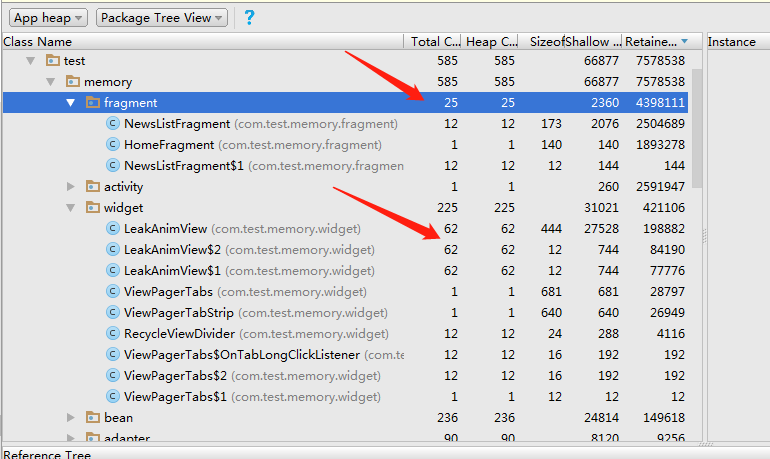 App heap Package Tree View ?
Class Name Total C... Heap C... Sizeof Shallow ... Retaine... Instance
test 585 585 66877 7578538
memory 585 585 66877 7578538
fragment 25 25 2360 4398111
C NewsListFragment (com.test.memory.fragment) 12 12 173 2076 2504689
C HomeFragment (com.test.memory.fragment) 1 1 140 140 1893278
C NewsListFragment$1 (com.test.memory.fragmen 12 12 12 144 144
activity 1 1 260 2591947
widget 225 225 31021 421106
C LeakAnimView (com.test.memory.widget) 62 62 444 27528 198882
C LeakAnimView$2 (com.test.memory.widget) 62 62 12 744 84190
C LeakAnimView$1 (com.test.memory.widget) 62 62 12 744 77776
C ViewPagerTabs (com.test.memory.widget) 1 1 681 681 28797
C ViewPagerTabStrip (com.test.memory.widget) 1 1 640 640 26949
C RecycleViewDivider (com.test.memory.widget) 12 12 24 288 4116
C ViewPagerTabs$OnTabLongClickListener (com.te 12 12 16 192 192
C ViewPagerTabs$2 (com.test.memory.widget) 12 12 16 192 192
C ViewPagerTabs$1 (com.test.memory.widget) 1 1 12 12 12
bean 236 236 24814 149618
adapter 90 90 8120 9256
Reference Tree